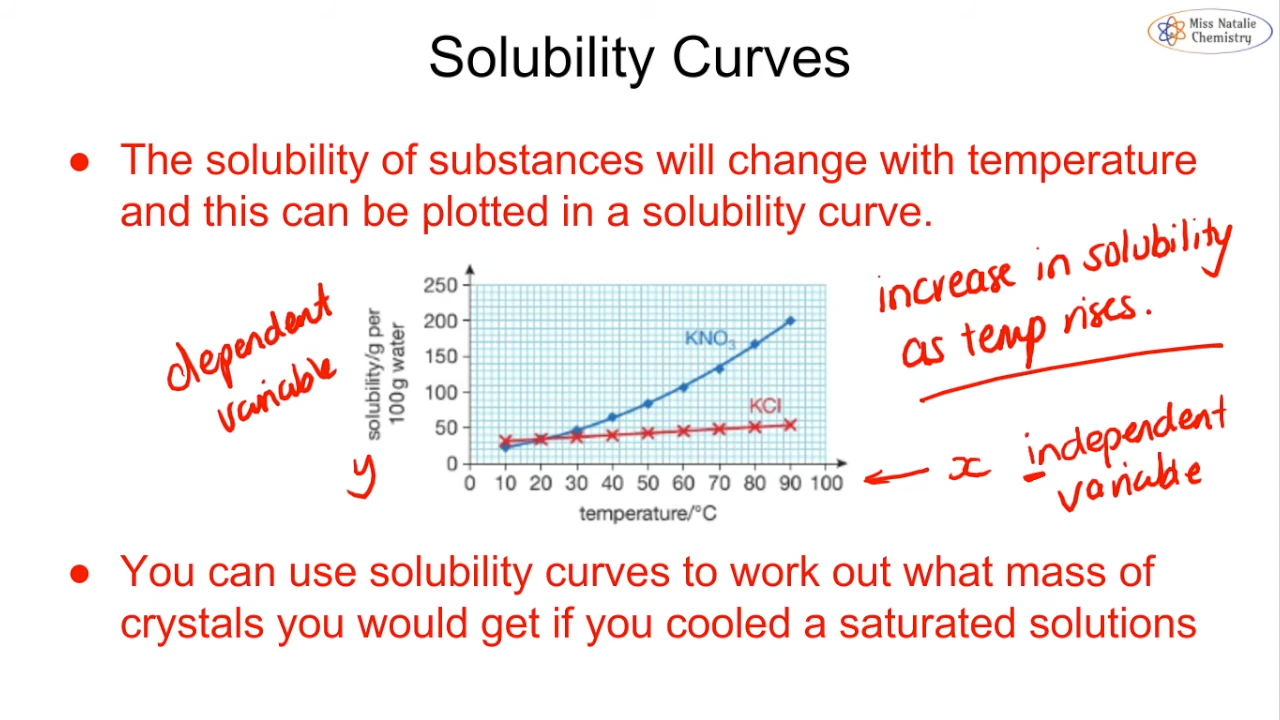 Miss Natalie
Chemistry
Solubility Curves
● The solubility of substances will change with temperature
and this can be plotted in a solubility curve.
increase in solubility
as temp rises.
dependent
variable
y
solubility/g per
100g water
250
200
150
100
50
0
KNO₃
KCl
0 10 20 30 40 50 60 70 80 90 100
temperature/°C
x independent
variable
● You can use solubility curves to work out what mass of
crystals you would get if you cooled a saturated solutions